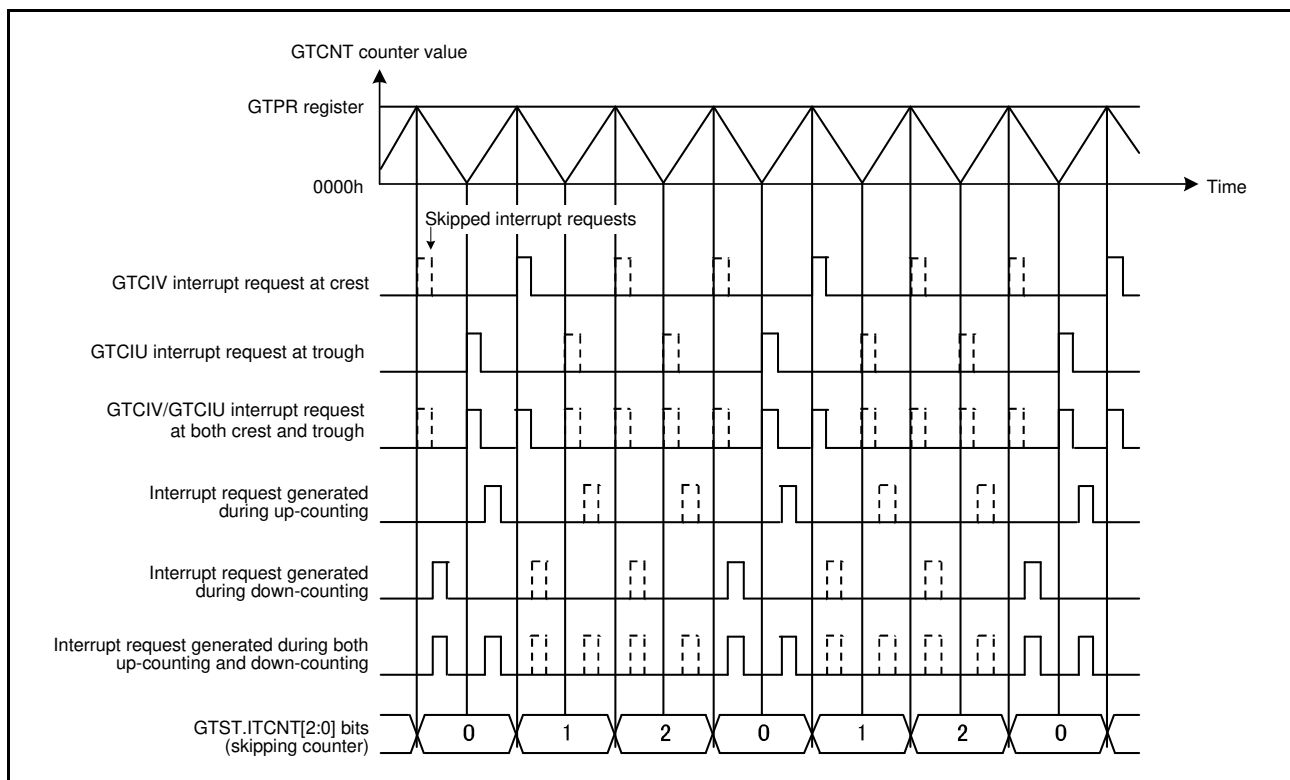 GTCNT counter value
GTPR register
0000h
Time
Skipped interrupt requests
GTCIV interrupt request at crest
GTCIU interrupt request at trough
GTCIV/GTCIU interrupt request
at both crest and trough
Interrupt request generated
during up-counting
Interrupt request generated
during down-counting
Interrupt request generated during both
up-counting and down-counting
GTST.ITCNT[2:0] bits
(skipping counter)
0 1 2 0 1 2 0